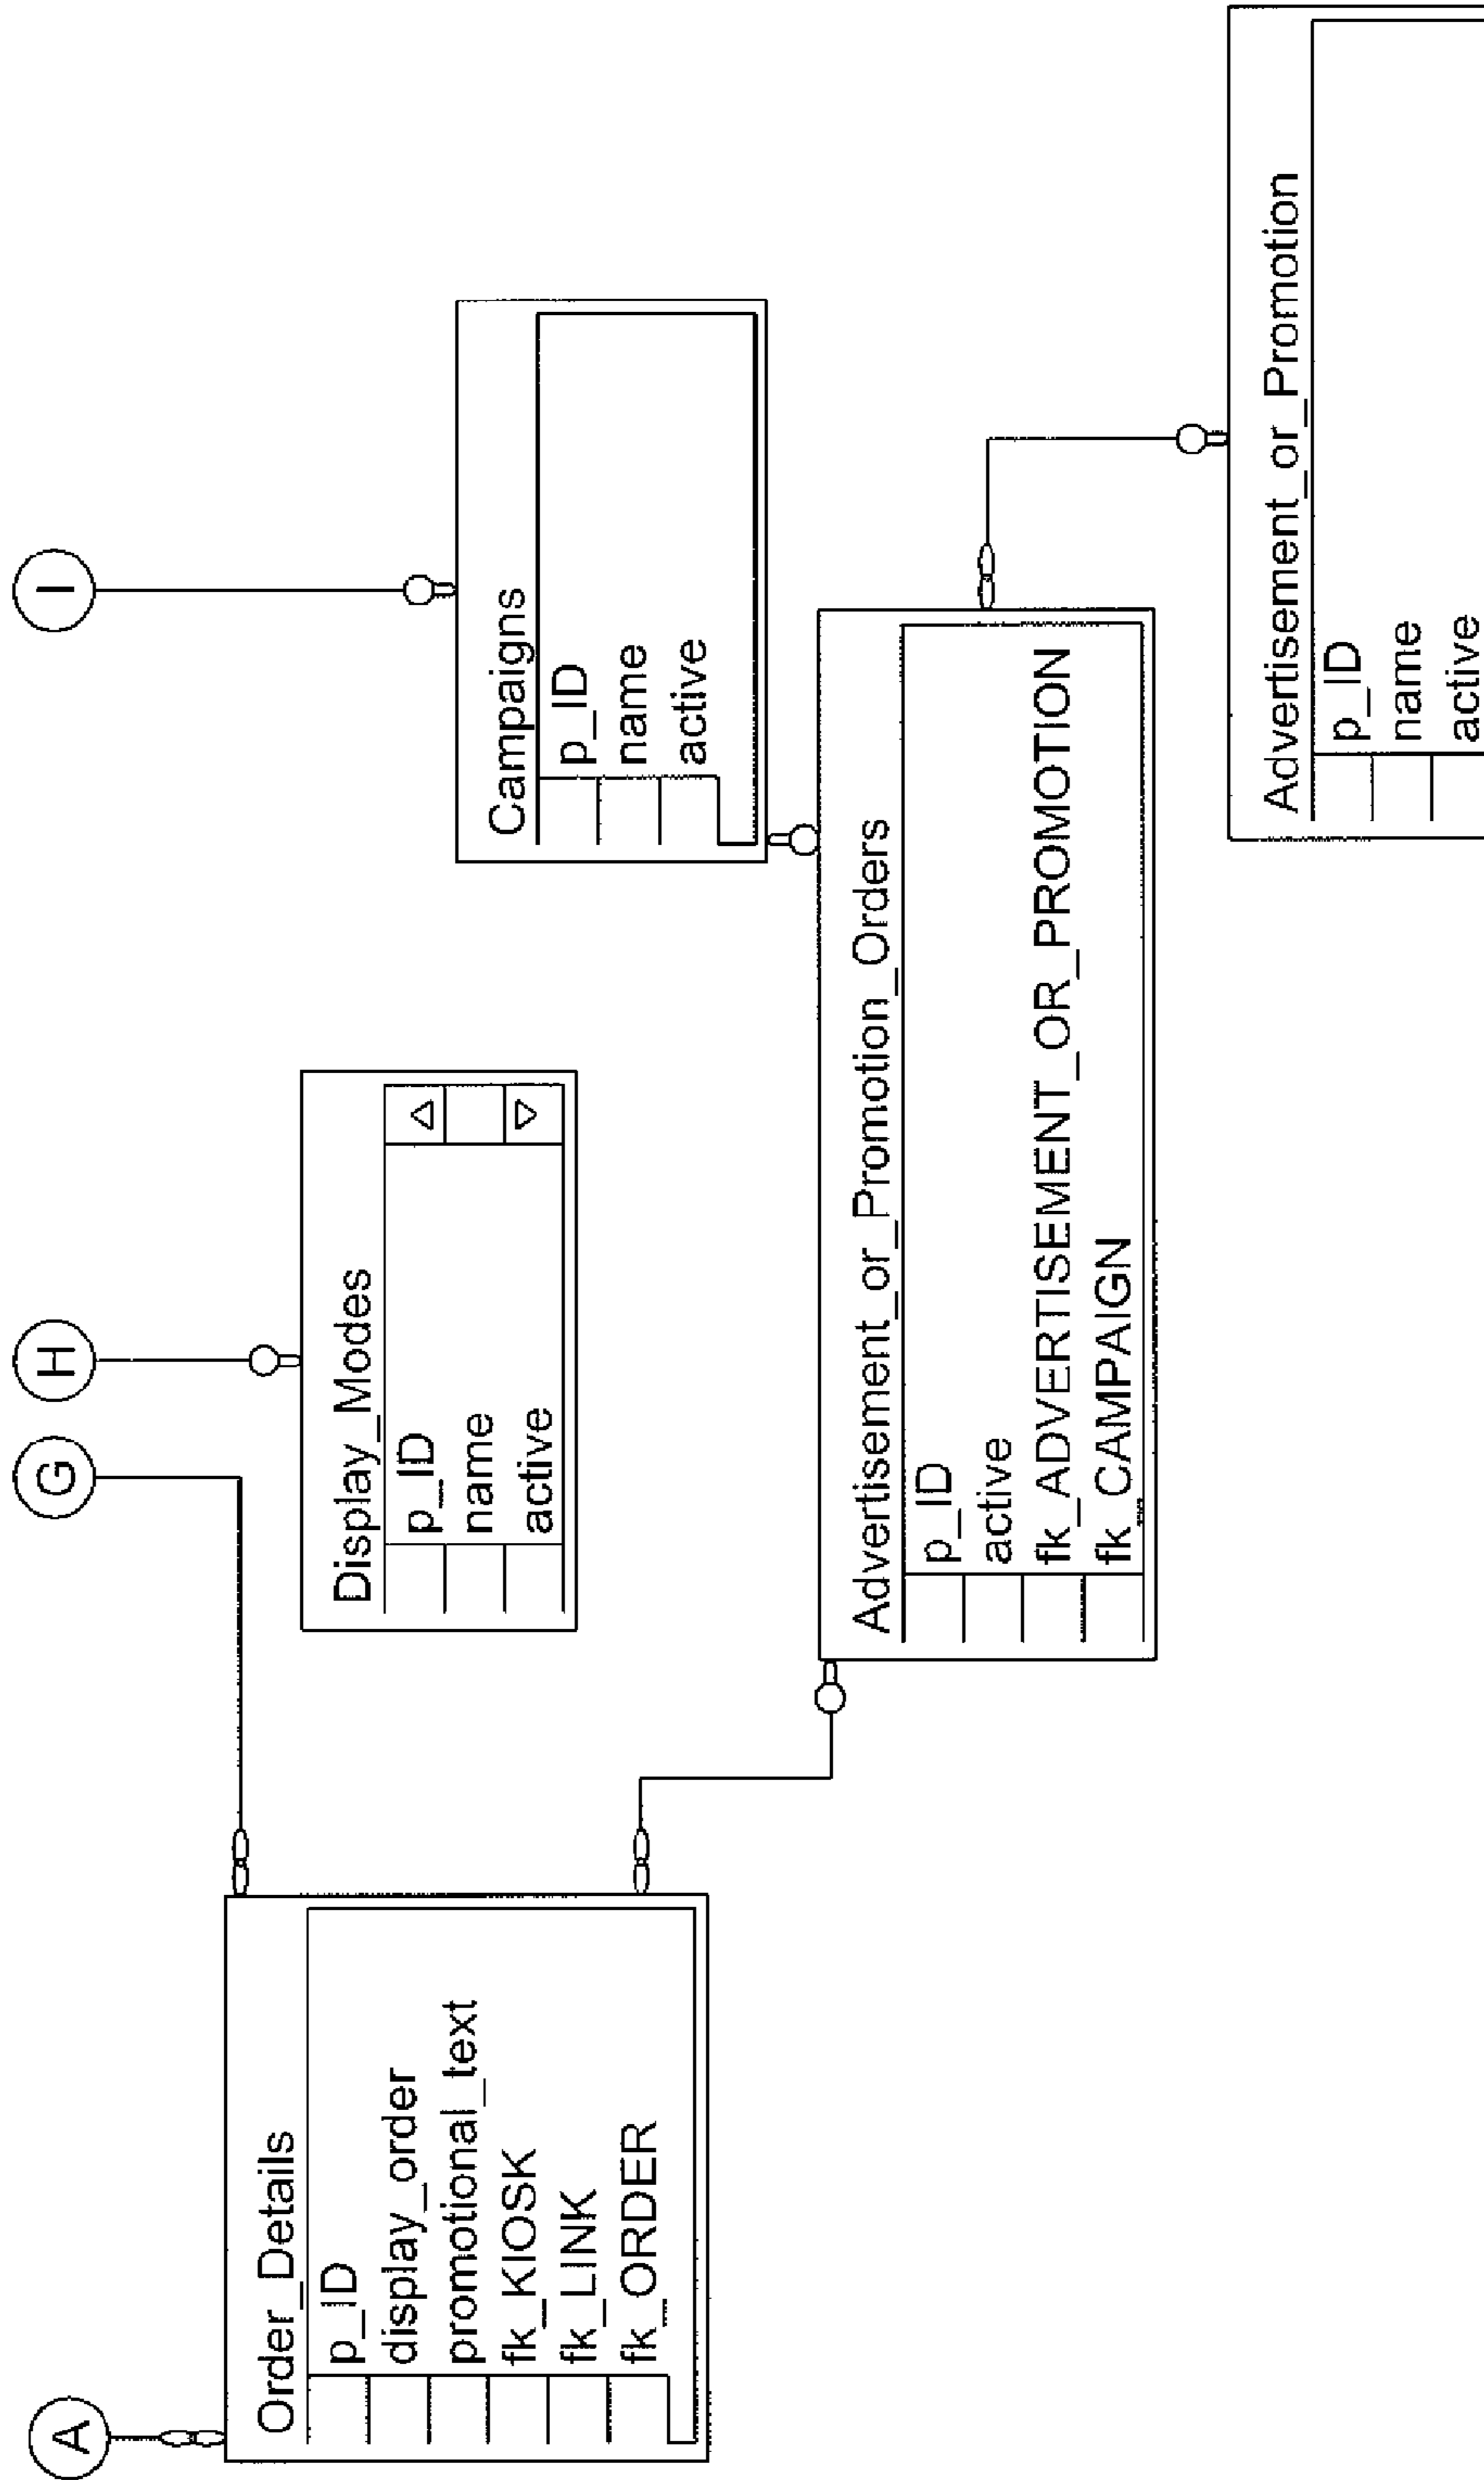 A
G
H
I
Order_Details
p_ID
display_order
promotional_text
fk_KIOSK
fk_LINK
fk_ORDER
Display_Modes
p_ID
name
active
Campaigns
p_ID
name
active
Advertisement_or_Promotion_Orders
p_ID
active
fk_ADVERTISEMENT_OR_PROMOTION
fk_CAMPAIGN
Advertisement_or_Promotion
p_ID
name
active